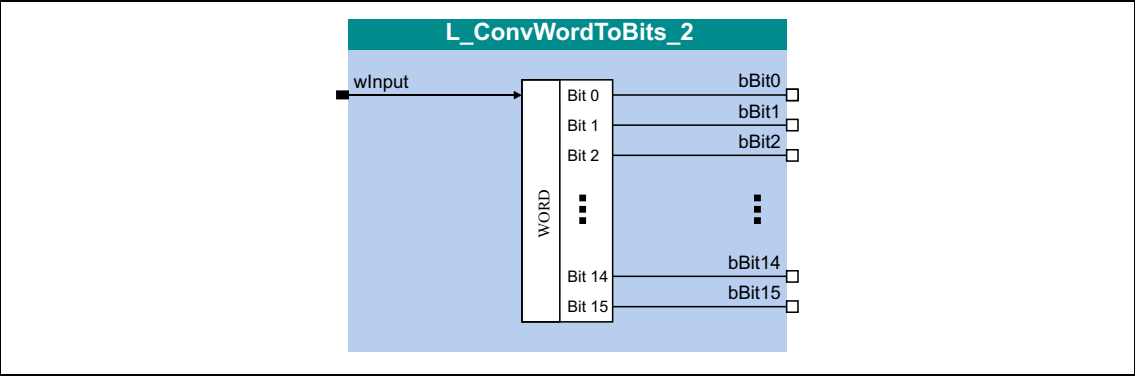 L_ConvWordToBits_2
wInput
WORD
Bit 0
bBit0
Bit 1
bBit1
Bit 2
bBit2
Bit 14
bBit14
Bit 15
bBit15